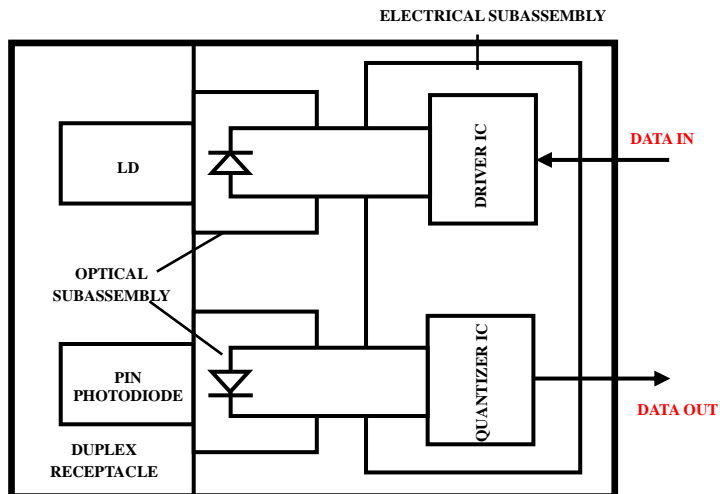 ELECTRICAL SUBASSEMBLY
DATA IN
LD
DRIVER IC
OPTICAL
SUBASSEMBLY
PIN
PHOTODIODE
QUANTIZER IC
DATA OUT
DUPLEX
RECEPTACLE